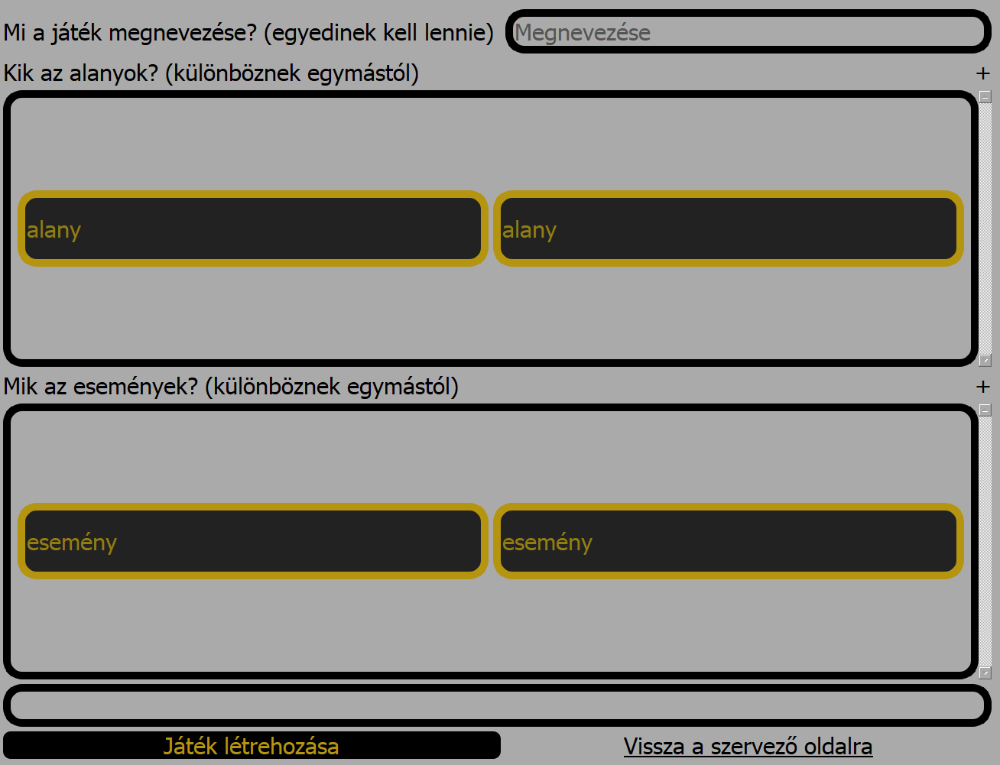 Mi a játék megnevezése? (egyedinek kell lennie) Megnevezése
Kik az alanyok? (különböznek egymástól) +
alany alany
Mik az események? (különböznek egymástól) +
esemény esemény
Játék létrehozása Vissza a szervező oldalra